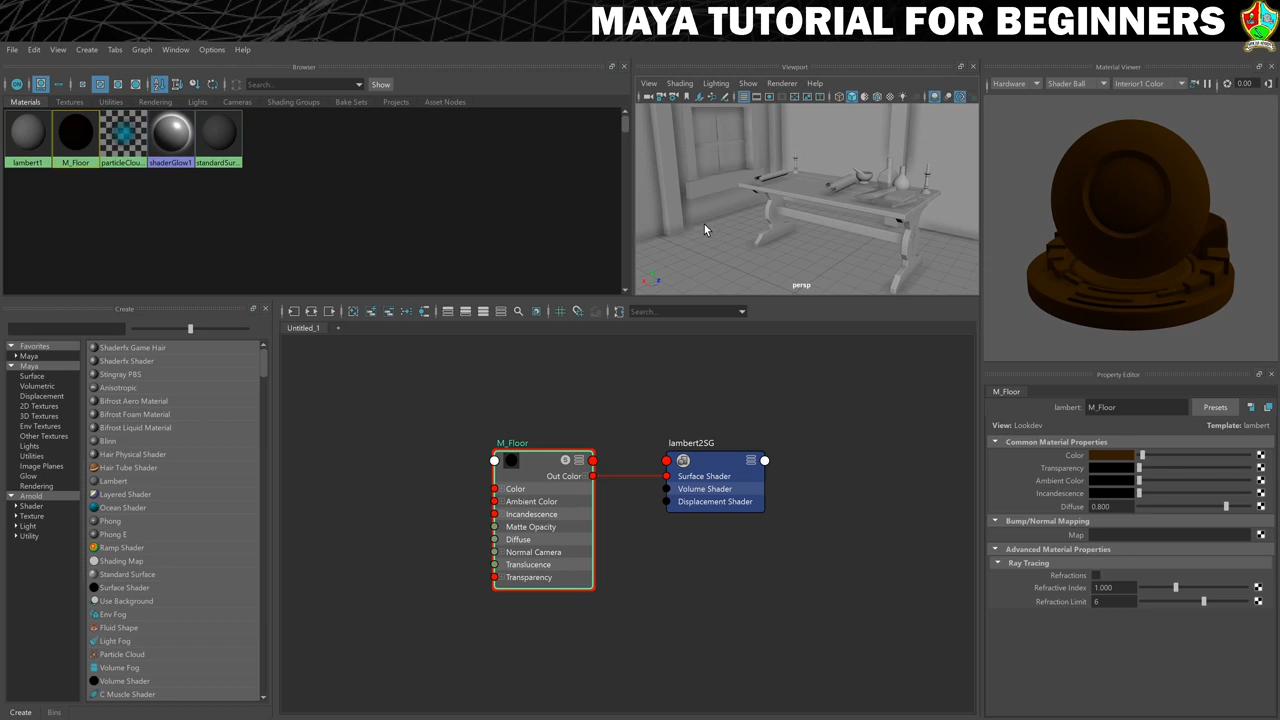 MAYA TUTORIAL FOR BEGINNERS
File Edit View Create Tabs Graph Window Options Help
Browser
Viewport
Material Viewer
Search... Show
View Shading Lighting Show Renderer Help
Hardware Shader Ball Interior1 Color 0.00
ON
Materials Textures Utilities Rendering Lights Cameras Shading Groups Bake Sets Projects Asset Nodes
lambert1 M_Floor particleClou... shaderGlow1 standardSur...
persp
Create
Search...
Untitled_1 +
Favorites
Maya
Maya
Surface
Volumetric
Displacement
2D Textures
3D Textures
Env Textures
Other Textures
Lights
Utilities
Image Planes
Glow
Rendering
Arnold
Shader
Texture
Light
Utility
Shaderfx Game Hair
Shaderfx Shader
Stingray PBS
Anisotropic
Bifrost Aero Material
Bifrost Foam Material
Bifrost Liquid Material
Blinn
Hair Physical Shader
Hair Tube Shader
Lambert
Layered Shader
Ocean Shader
Phong
Phong E
Ramp Shader
Shading Map
Standard Surface
Surface Shader
Use Background
Env Fog
Fluid Shape
Light Fog
Particle Cloud
Volume Fog
Volume Shader
C Muscle Shader
Create Bins
M_Floor
S
Out Color
Color
Ambient Color
Incandescence
Matte Opacity
Diffuse
Normal Camera
Translucence
Transparency
lambert2SG
Surface Shader
Volume Shader
Displacement Shader
Property Editor
M_Floor
lambert: M_Floor Presets
View: Lookdev Template: lambert
Common Material Properties
Color
Transparency
Ambient Color
Incandescence
Diffuse 0.800
Bump/Normal Mapping
Map
Advanced Material Properties
Ray Tracing
Refractions
Refractive Index 1.000
Refraction Limit 6